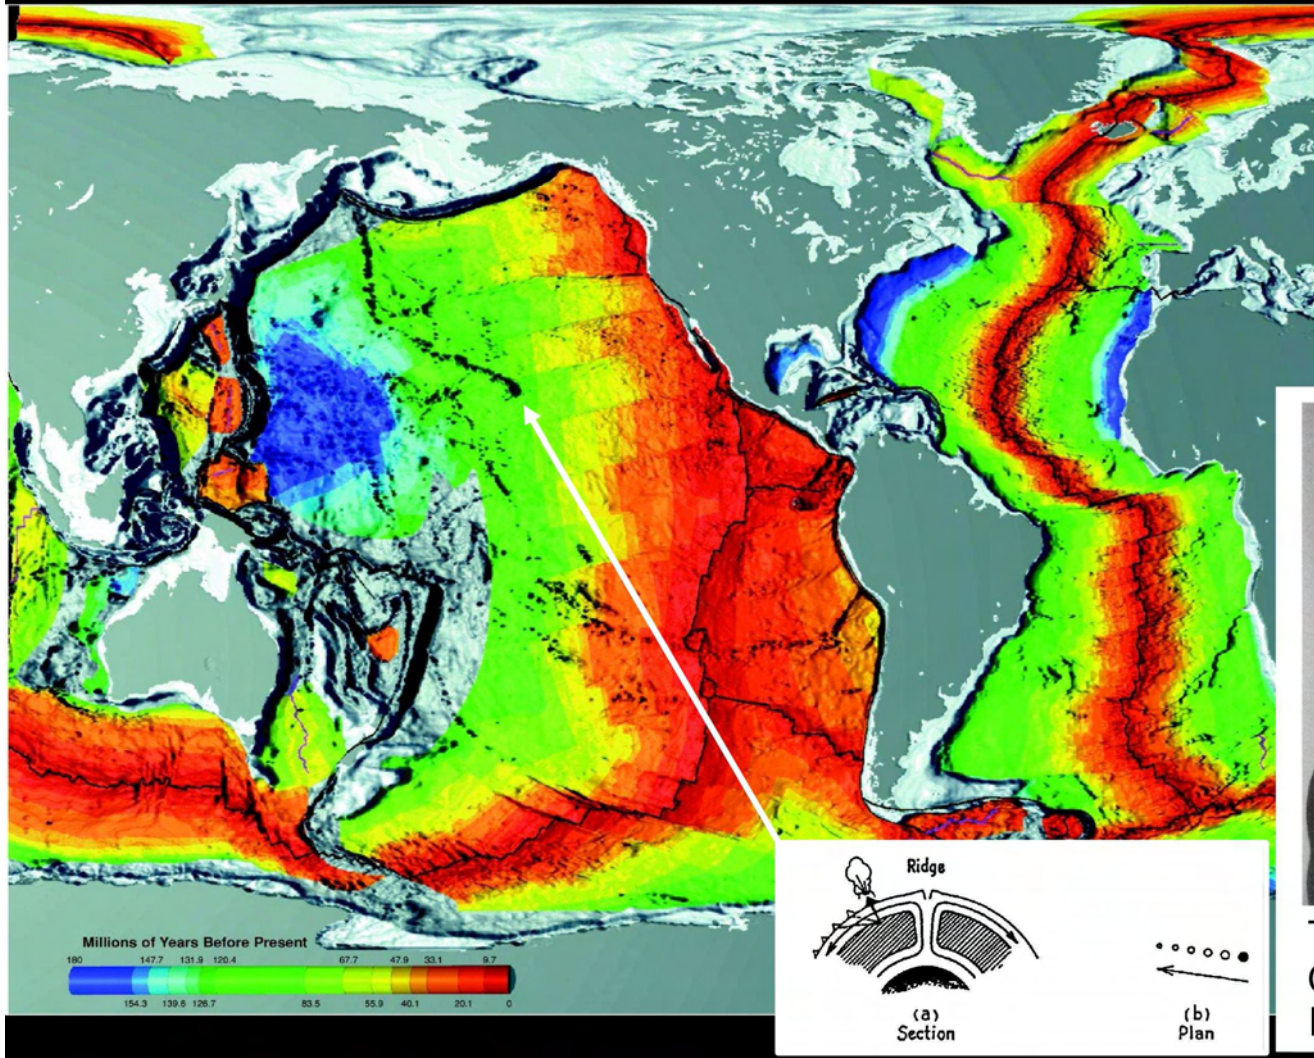 Millions of Years Before Present
180 147.7 131.9 120.4 67.7 47.9 33.1 9.7
154.3 139.6 126.7 83.5 55.9 40.1 20.1 0
Ridge
(a)
Section
(b)
Plan